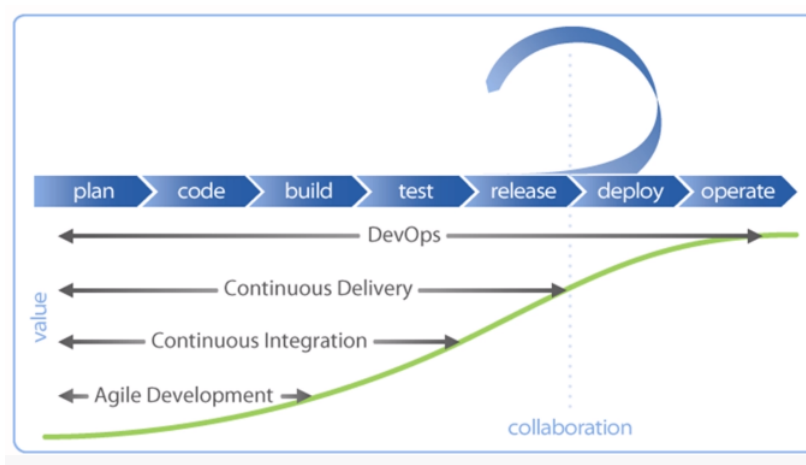 plan code build test release deploy operate
DevOps
Continuous Delivery
value
Continuous Integration
Agile Development
collaboration